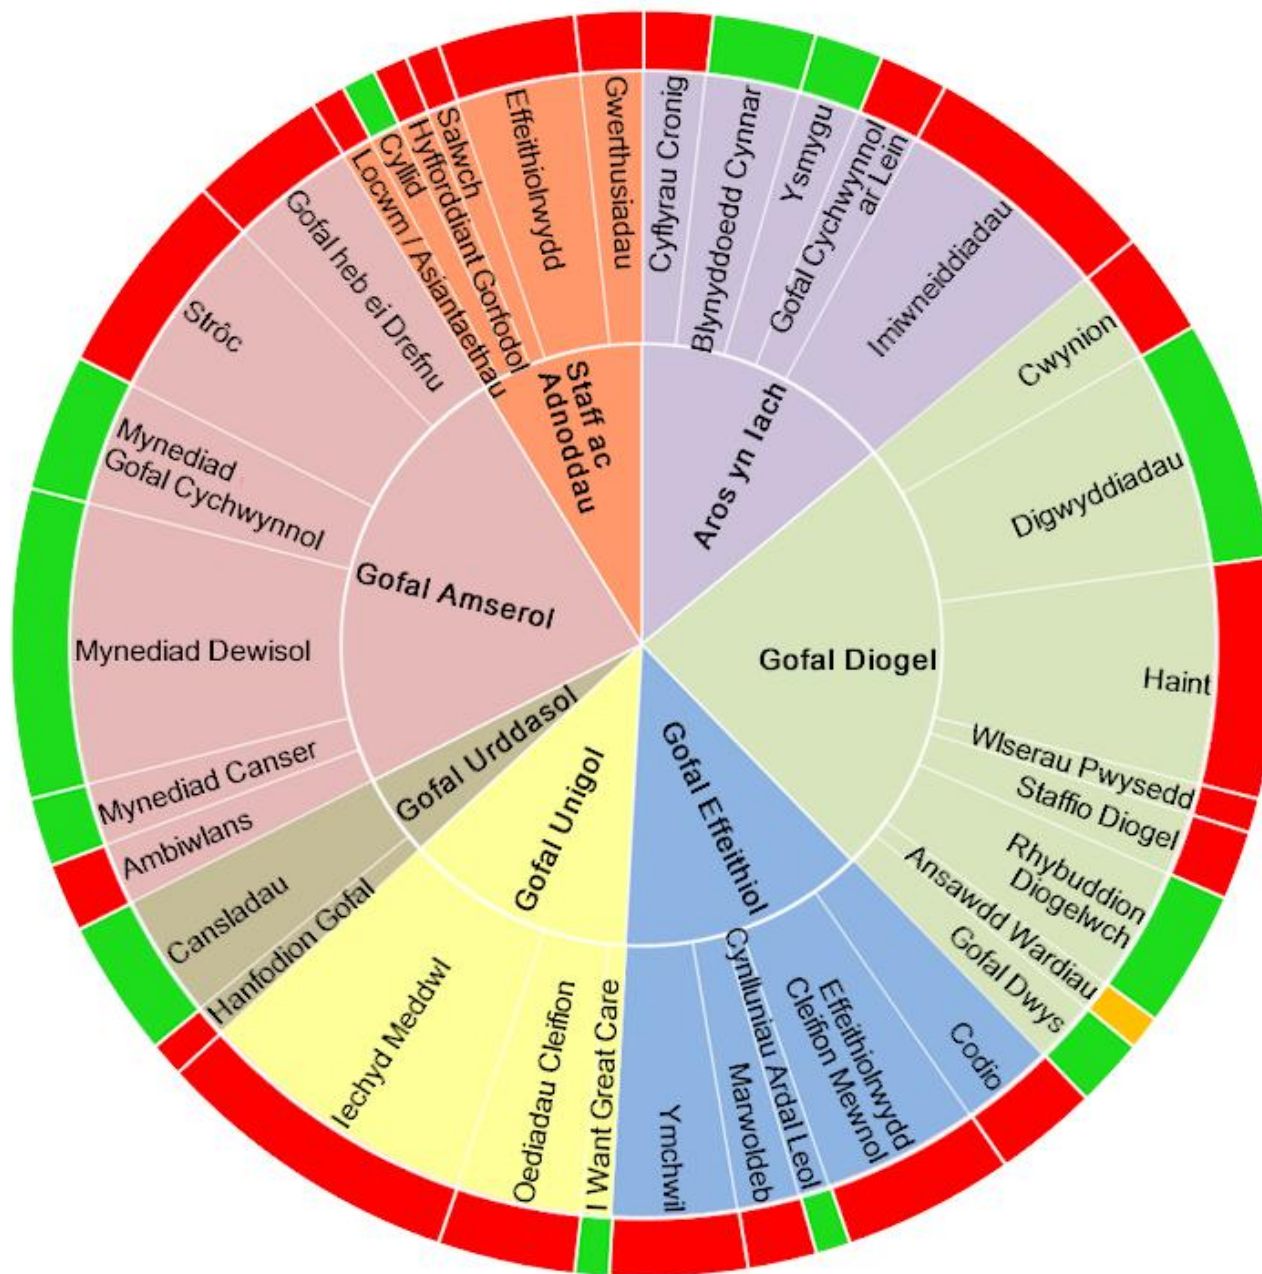 Aros yn Iach
Cyflyrau Cronig
Blynyddoedd Cynnar
Ysmygu
Gofal Cychwynnol
ar Lein
Imiwneiddiadau
Gofal Diogel
Cwynion
Digwyddiadau
Haint
Wlserau Pwysedd
Staffio Diogel
Rhybuddion
Diogelwch
Ansawdd Wardiau
Gofal Dwys
Gofal Effeithiol
Codio
Effeithiolrwydd
Cleifion Mewnol
Cynlluniau Ardal Leol
Marwoldeb
Ymchwil
Gofal Unigol
I Want Great Care
Oediadau Cleifion
Iechyd Meddwl
Gofal Urddasol
Hanfodion Gofal
Cansladau
Gofal Amserol
Ambiwlans
Mynediad Canser
Mynediad Dewisol
Mynediad
Gofal Cychwynnol
Strôc
Gofal heb ei Drefnu
Staff ac
Adnoddau
Locwm / Asiantaethau
Cyllid
Hyfforddiant Gorfodol
Salwch
Effeithiolrwydd
Gwerthusiadau